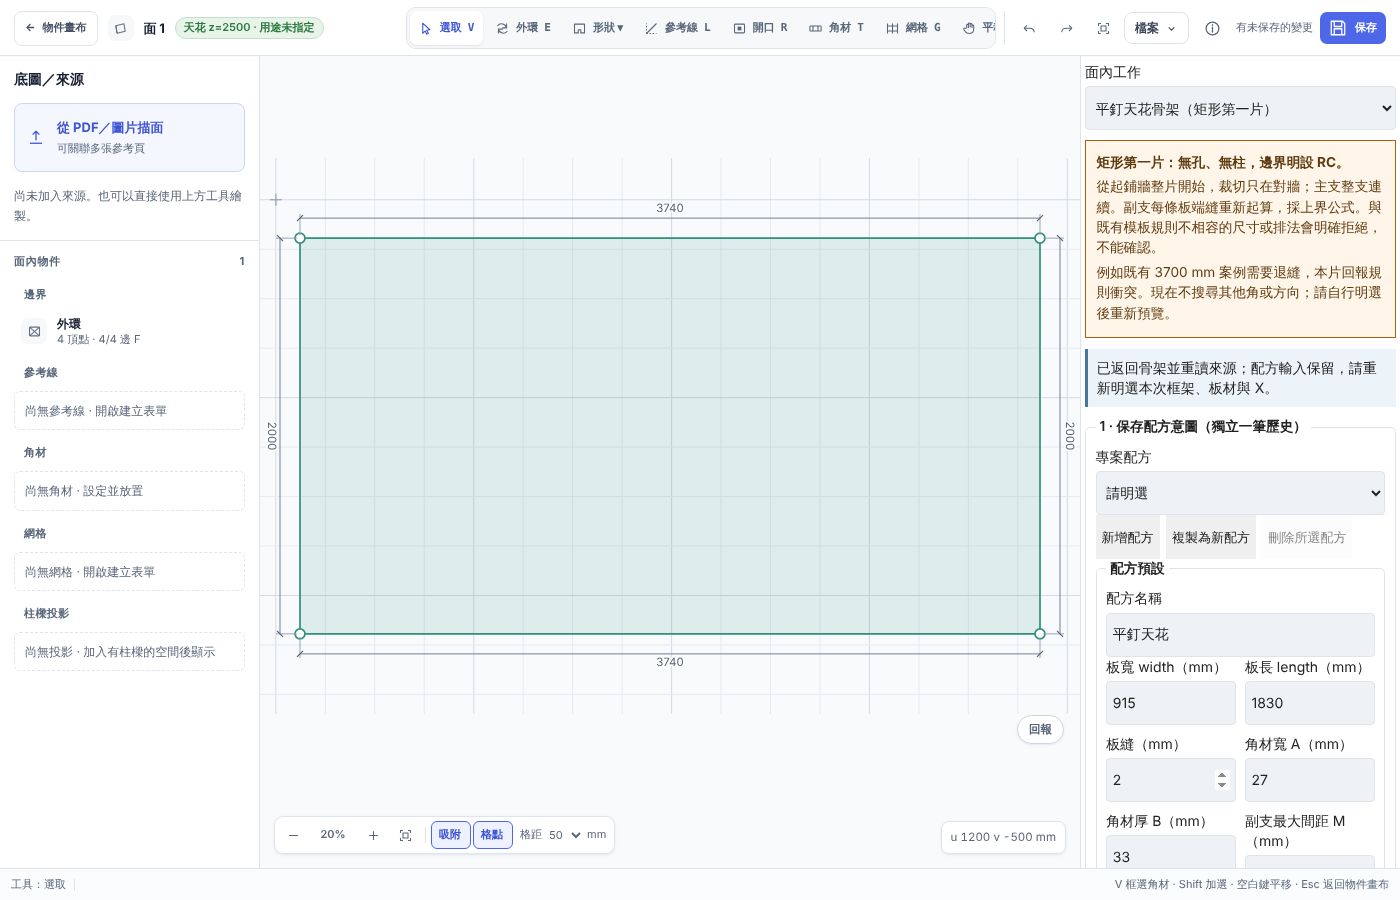 物件畫布
面 1
天花 z=2500 · 用途未指定
選取 V
外環 E
形狀 ▾
參考線 L
開口 R
角材 T
網格 G
檔案
有未保存的變更
保存
底圖／來源
從 PDF／圖片描面
可關聯多張參考頁
尚未加入來源。也可以直接使用上方工具繪
製。
面內物件 1
邊界
外環
4 頂點 · 4/4 邊 F
參考線
尚無參考線 · 開啟建立表單
角材
尚無角材 · 設定並放置
網格
尚無網格 · 開啟建立表單
柱樑投影
尚無投影 · 加入有柱樑的空間後顯示
3740
2000
2000
3740
回報
20%
吸附
格點
格距 50 mm
u 1200 v -500 mm
面內工作
平釘天花骨架（矩形第一片）
矩形第一片：無孔、無柱，邊界明設 RC。
從起鋪牆整片開始，裁切只在對牆；主支整支連
續。副支每條板端縫重新起算，採上界公式。與
既有模板規則不相容的尺寸或排法會明確拒絕，
不能確認。
例如既有 3700 mm 案例需要退縫，本片回報規
則衝突。現在不搜尋其他角或方向；請自行明選
後重新預覽。
已返回骨架並重讀來源；配方輸入保留，請重
新明選本次框架、板材與 X。
1 · 保存配方意圖（獨立一筆歷史）
專案配方
請明選
新增配方
複製為新配方
刪除所選配方
配方預設
配方名稱
平釘天花
板寬 width（mm）
板長 length（mm）
915
1830
板縫（mm）
角材寬 A（mm）
2
27
角材厚 B（mm）
副支最大間距 M
（mm）
33
工具：選取
V 框選角材 · Shift 加選 · 空白鍵平移 · Esc 返回物件畫布